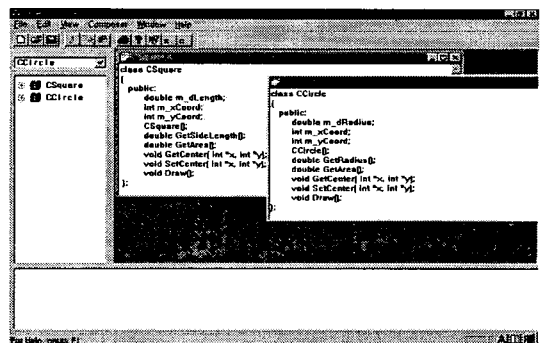 File Edit View Composer Window Help
CCircle
CSquare
CCircle
class CSquare
{
public:
double m_dLength;
int m_xCoord;
int m_yCoord;
CSquare();
double GetSideLength();
double GetArea();
void GetCenter( int *x, int *y);
void SetCenter( int *x, int *y);
void Draw();
};
class CCircle
{
public:
double m_dRadius;
int m_xCoord;
int m_yCoord;
CCircle();
double GetRadius();
double GetArea();
void GetCenter( int *x, int *y);
void SetCenter( int *x, int *y);
void Draw();
};
For Help, press F1